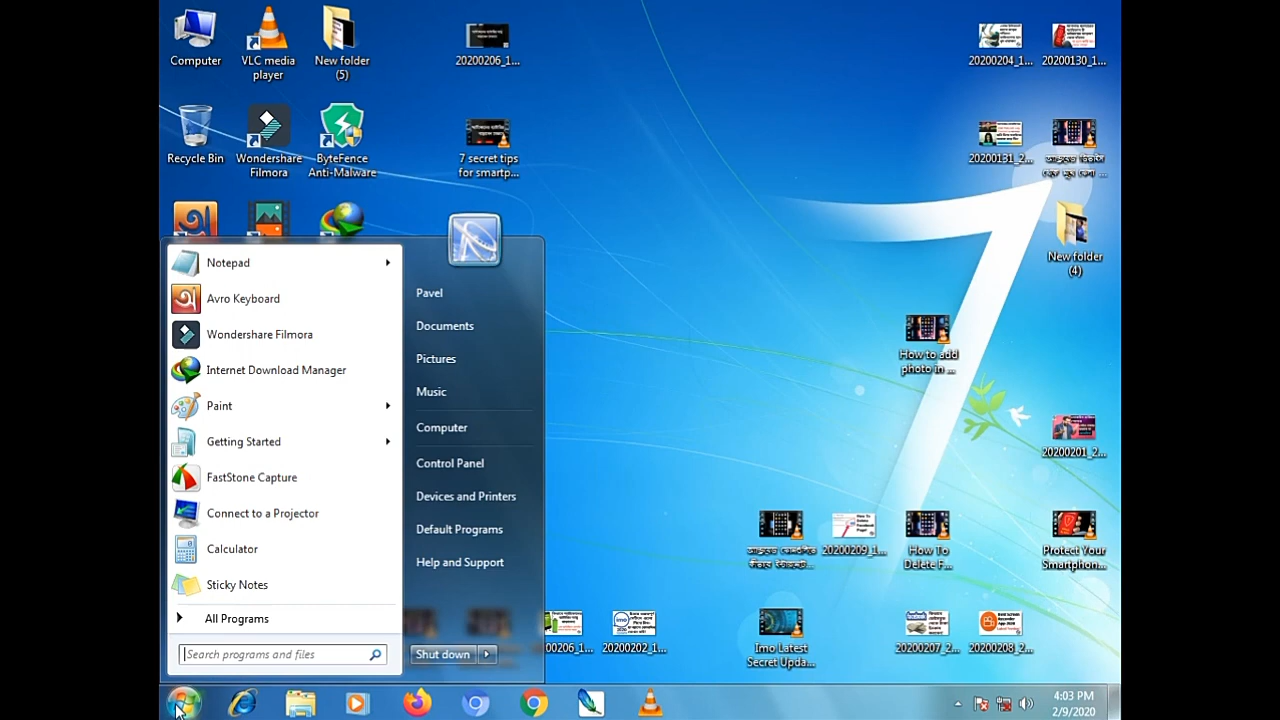 Computer
VLC media
player
New folder
(5)
20200206_1...
20200204_1...
20200130_1...
Recycle Bin
Wondershare
Filmora
ByteFence
Anti-Malware
7 secret tips
for smartp...
20200131_2...
New folder
(4)
Notepad
Avro Keyboard
Wondershare Filmora
Internet Download Manager
Paint
Getting Started
FastStone Capture
Connect to a Projector
Calculator
Sticky Notes
All Programs
Search programs and files
Pavel
Documents
Pictures
Music
Computer
Control Panel
Devices and Printers
Default Programs
Help and Support
Shut down
How to add
photo in ...
20200201_2...
20200209_1...
How To
Delete F...
Protect Your
Smartphon...
00206_1...
20200202_1...
Imo Latest
Secret Upda...
20200207_2...
20200208_2...
4:03 PM
2/9/2020